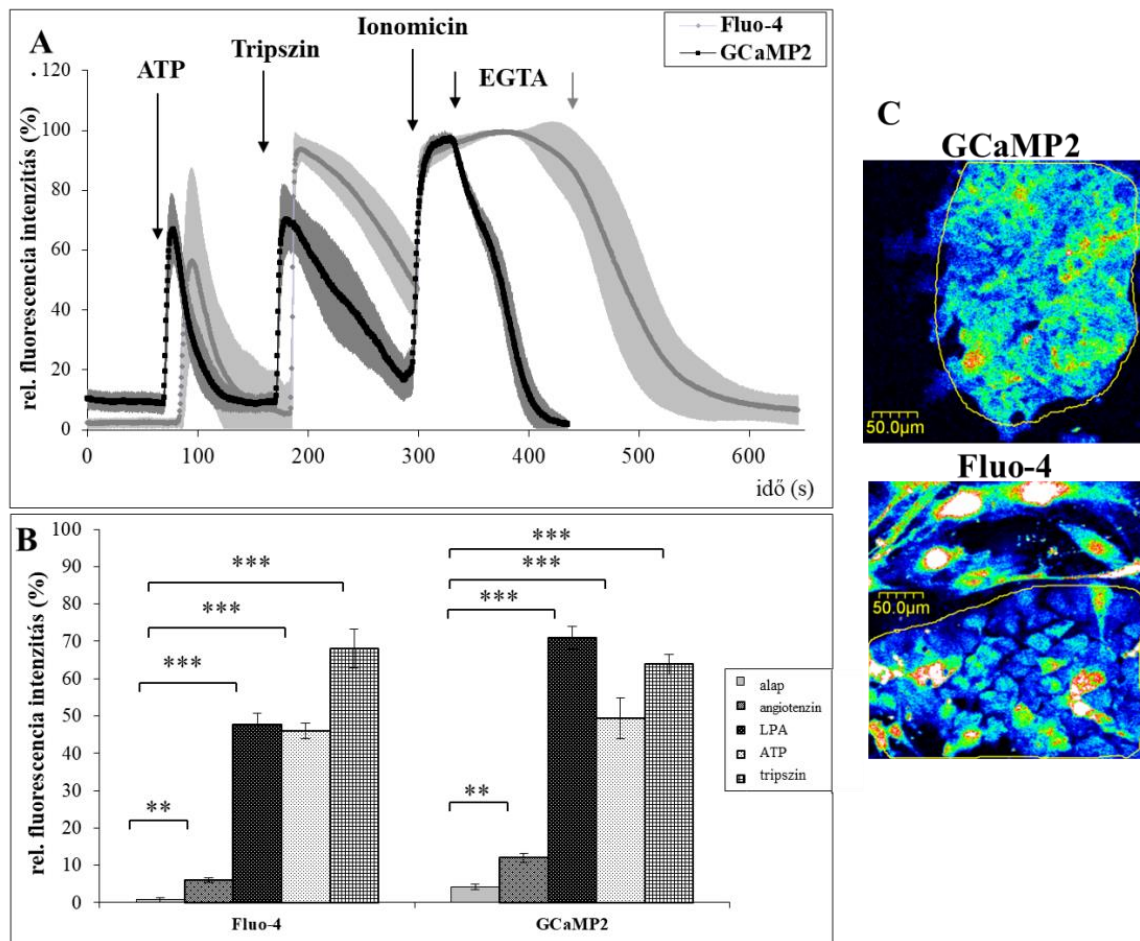 A
ATP
Tripszin
Ionomicin
EGTA
Fluo-4
GCaMP2
rel. fluorescencia intenzitás (%)
.120
100
80
60
40
20
0
0 100 200 300 400 500 600
idő (s)
B
rel. fluorescencia intenzitás (%)
100
90
80
70
60
50
40
30
20
10
0
**
***
***
***
**
***
***
***
Fluo-4
GCaMP2
alap
angiotenzin
LPA
ATP
tripszin
C
GCaMP2
50.0µm
Fluo-4
50.0µm